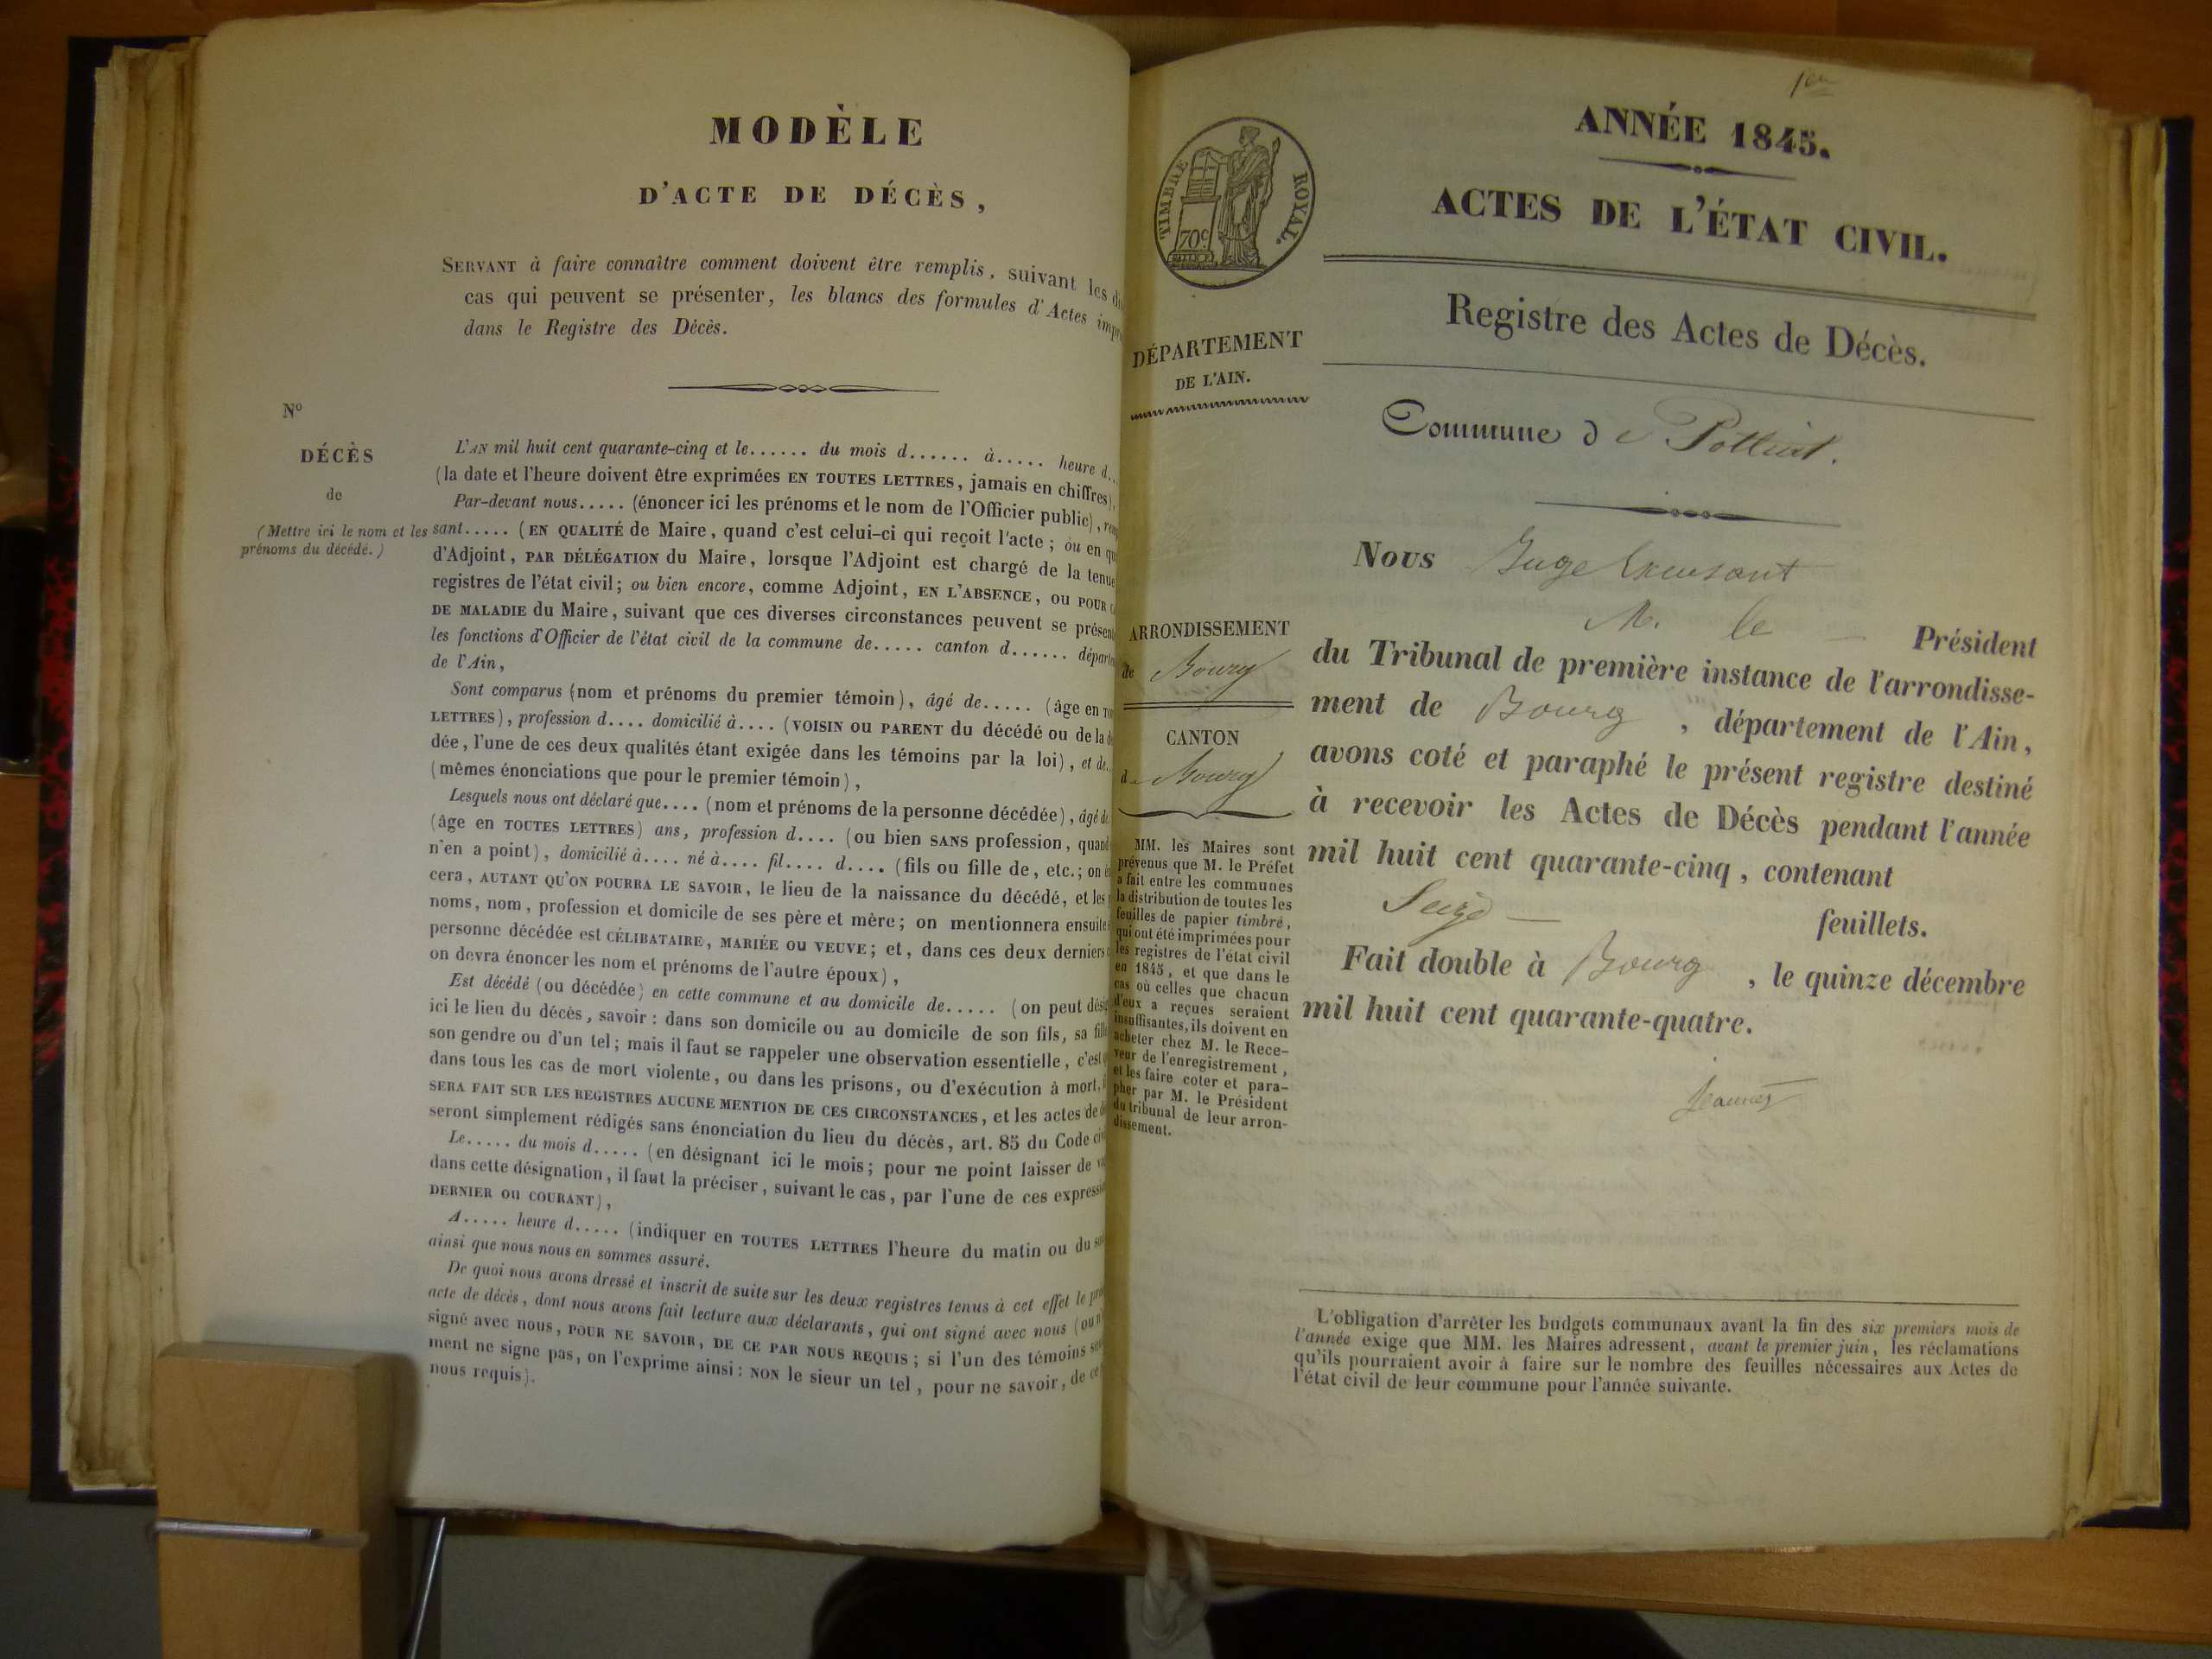 MODÈLE
D'ACTE DE DÉCÈS,
SERVANT à faire connaître comment doivent être remplis, suivant les
cas qui peuvent se présenter, les blancs des formules d'Actes
dans le Registre des Décès.
N°
DÉCÈS
de
(Mettre ici le nom et les
prénoms du décédé.)
L'AN mil huit cent quarante-cinq et le...... du mois d...... à..... heure d...
(la date et l'heure doivent être exprimées EN TOUTES LETTRES, jamais en chiffres),
Par-devant nous..... (énoncer ici les prénoms et le nom de l'Officier public),
sant..... (EN QUALITÉ de Maire, quand c'est celui-ci qui reçoit l'acte; ou en
d'Adjoint, PAR DÉLÉGATION du Maire, lorsque l'Adjoint est chargé de la tenue
registres de l'état civil; ou bien encore, comme Adjoint, EN L'ABSENCE, OU POUR
DE MALADIE du Maire, suivant que ces diverses circonstances peuvent se
les fonctions d'Officier de l'état civil de la commune de..... canton d......
de l'Ain,
Sont comparus (nom et prénoms du premier témoin), âgé de..... (âge en
LETTRES), profession d.... domicilié à.... (VOISIN OU PARENT du décédé ou de la
dée, l'une de ces deux qualités étant exigée dans les témoins par la loi), et de..
(mêmes énonciations que pour le premier témoin),
Lesquels nous ont déclaré que.... (nom et prénoms de la personne décédée), âgé
(âge en TOUTES LETTRES) ans, profession d.... (ou bien SANS profession, quand
n'en a point), domicilié à.... né à.... fil.... d.... (fils ou fille de, etc.; on
cera, AUTANT QU'ON POURRA LE SAVOIR, le lieu de la naissance du décédé, et les
noms, nom, profession et domicile de ses père et mère; on mentionnera ensuite
personne décédée est CÉLIBATAIRE, MARIÉE OU VEUVE; et, dans ces deux derniers
on devra énoncer les nom et prénoms de l'autre époux),
Est décédé (ou décédée) en cette commune et au domicile de..... (on peut
ici le lieu du décès, savoir: dans son domicile ou au domicile de son fils, sa
son gendre ou d'un tel; mais il faut se rappeler une observation essentielle, c'est
dans tous les cas de mort violente, ou dans les prisons, ou d'exécution à mort,
SERA FAIT SUR LES REGISTRES AUCUNE MENTION DE CES CIRCONSTANCES, et les actes de
seront simplement rédigés sans énonciation du lieu du décès, art. 85 du Code
Le..... du mois d..... (en désignant ici le mois; pour ne point laisser de
dans cette désignation, il faut la préciser, suivant le cas, par l'une de ces
DERNIER OU COURANT),
A..... heure d..... (indiquer en TOUTES LETTRES l'heure du matin ou du
ainsi que nous nous en sommes assuré.
De quoi nous avons dressé et inscrit de suite sur les deux registres tenus à cet effet le
acte de décès, dont nous avons fait lecture aux déclarants, qui ont signé avec nous (ou
signé avec nous, POUR NE SAVOIR, DE CE PAR NOUS REQUIS; si l'un des témoins
ment ne signe pas, on l'exprime ainsi: NON le sieur un tel, pour ne savoir, de ce
nous requis).
1er
TIMBRE ROYAL.
70c
ANNÉE 1845.
ACTES DE L'ÉTAT CIVIL.
Registre des Actes de Décès.
DÉPARTEMENT
DE L'AIN.
Commune de Polliat.
ARRONDISSEMENT
de Bourg
CANTON
de Bourg
MM. les Maires sont
prévenus que M. le Préfet
a fait entre les communes
la distribution de toutes les
feuilles de papier timbré,
qui ont été imprimées pour
les registres de l'état civil
en 1845, et que dans le
cas où celles que chacun
d'eux a reçues seraient
insuffisantes, ils doivent en
acheter chez M. le Rece-
veur de l'enregistrement,
et les faire coter et para-
pher par M. le Président
du tribunal de leur arron-
dissement.
Nous Juge
M. le Président
du Tribunal de première instance de l'arrondisse-
ment de Bourg, département de l'Ain,
avons coté et paraphé le présent registre destiné
à recevoir les Actes de Décès pendant l'année
mil huit cent quarante-cinq, contenant
Seize feuillets.
Fait double à Bourg, le quinze décembre
mil huit cent quarante-quatre.
L'obligation d'arrêter les budgets communaux avant la fin des six premiers mois de
l'année exige que MM. les Maires adressent, avant le premier juin, les réclamations
qu'ils pourraient avoir à faire sur le nombre des feuilles nécessaires aux Actes de
l'état civil de leur commune pour l'année suivante.